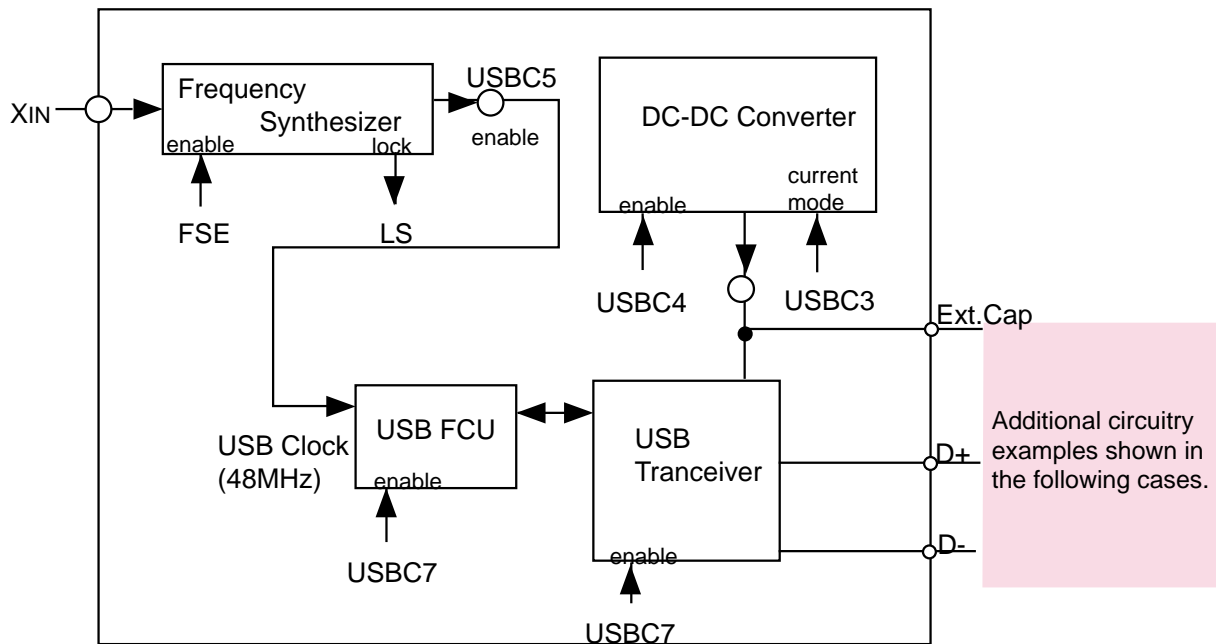 XIN
Frequency
Synthesizer
enable
lock
FSE
LS
USBC5
enable
DC-DC Converter
enable
current
mode
USBC4
USBC3
Ext.Cap
USB Clock
(48MHz)
USB FCU
enable
USBC7
USB
Tranceiver
enable
USBC7
D+
D-
Additional circuitry
examples shown in
the following cases.